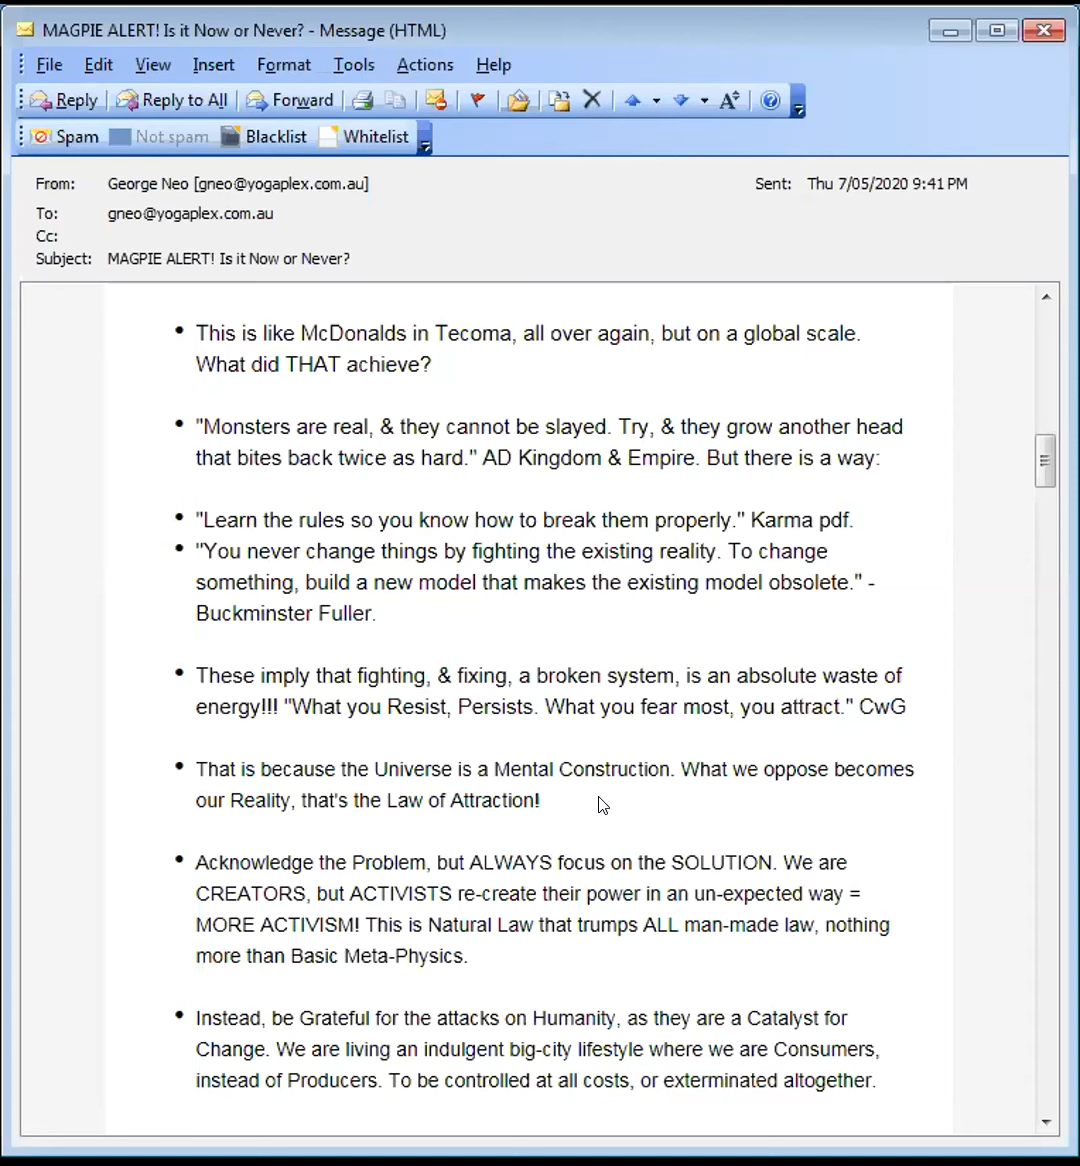 MAGPIE ALERT! Is it Now or Never? - Message (HTML)
File Edit View Insert Format Tools Actions Help
Reply Reply to All Forward
Spam Not spam Blacklist Whitelist
From: George Neo [gneo@yogaplex.com.au] Sent: Thu 7/05/2020 9:41 PM
To: gneo@yogaplex.com.au
Cc:
Subject: MAGPIE ALERT! Is it Now or Never?
• This is like McDonalds in Tecoma, all over again, but on a global scale.
What did THAT achieve?
• "Monsters are real, & they cannot be slayed. Try, & they grow another head
that bites back twice as hard." AD Kingdom & Empire. But there is a way:
• "Learn the rules so you know how to break them properly." Karma pdf.
• "You never change things by fighting the existing reality. To change
something, build a new model that makes the existing model obsolete." -
Buckminster Fuller.
• These imply that fighting, & fixing, a broken system, is an absolute waste of
energy!!! "What you Resist, Persists. What you fear most, you attract." CwG
• That is because the Universe is a Mental Construction. What we oppose becomes
our Reality, that's the Law of Attraction!
• Acknowledge the Problem, but ALWAYS focus on the SOLUTION. We are
CREATORS, but ACTIVISTS re-create their power in an un-expected way =
MORE ACTIVISM! This is Natural Law that trumps ALL man-made law, nothing
more than Basic Meta-Physics.
• Instead, be Grateful for the attacks on Humanity, as they are a Catalyst for
Change. We are living an indulgent big-city lifestyle where we are Consumers,
instead of Producers. To be controlled at all costs, or exterminated altogether.